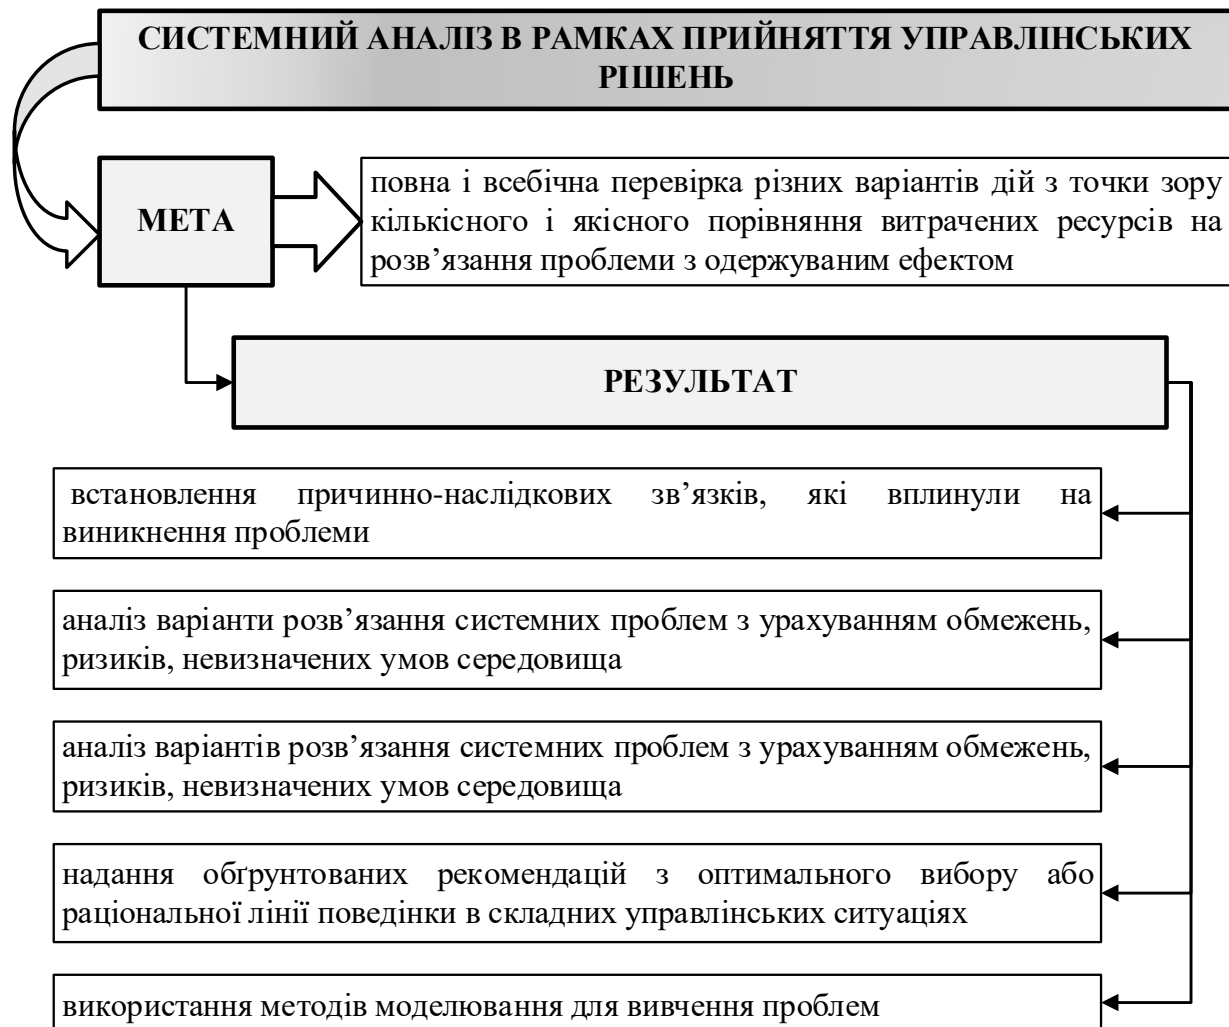 СИСТЕМНИЙ АНАЛІЗ В РАМКАХ ПРИЙНЯТТЯ УПРАВЛІНСЬКИХ
РІШЕНЬ
МЕТА
повна і всебічна перевірка різних варіантів дій з точки зору
кількісного і якісного порівняння витрачених ресурсів на
розв’язання проблеми з одержуваним ефектом
РЕЗУЛЬТАТ
встановлення причинно-наслідкових зв’язків, які вплинули на
виникнення проблеми
аналіз варіанти розв’язання системних проблем з урахуванням обмежень,
ризиків, невизначених умов середовища
аналіз варіантів розв’язання системних проблем з урахуванням обмежень,
ризиків, невизначених умов середовища
надання обґрунтованих рекомендацій з оптимального вибору або
раціональної лінії поведінки в складних управлінських ситуаціях
використання методів моделювання для вивчення проблем